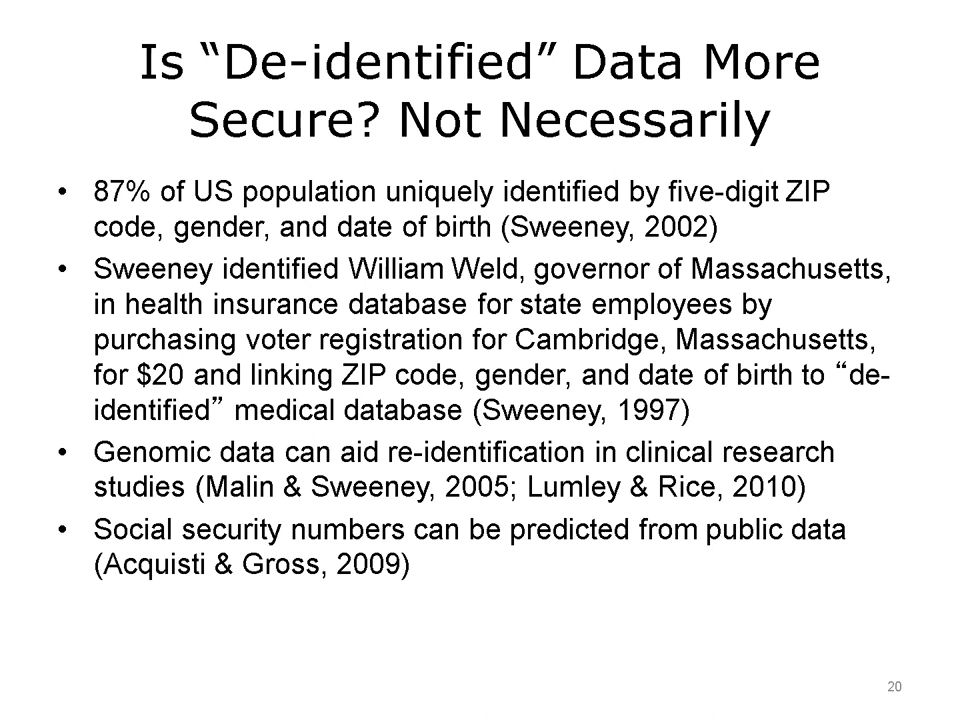 Is “De-identified” Data More
Secure? Not Necessarily
• 87% of US population uniquely identified by five-digit ZIP
code, gender, and date of birth (Sweeney, 2002)
• Sweeney identified William Weld, governor of Massachusetts,
in health insurance database for state employees by
purchasing voter registration for Cambridge, Massachusetts,
for $20 and linking ZIP code, gender, and date of birth to “de-
identified” medical database (Sweeney, 1997)
• Genomic data can aid re-identification in clinical research
studies (Malin & Sweeney, 2005; Lumley & Rice, 2010)
• Social security numbers can be predicted from public data
(Acquisti & Gross, 2009)
20